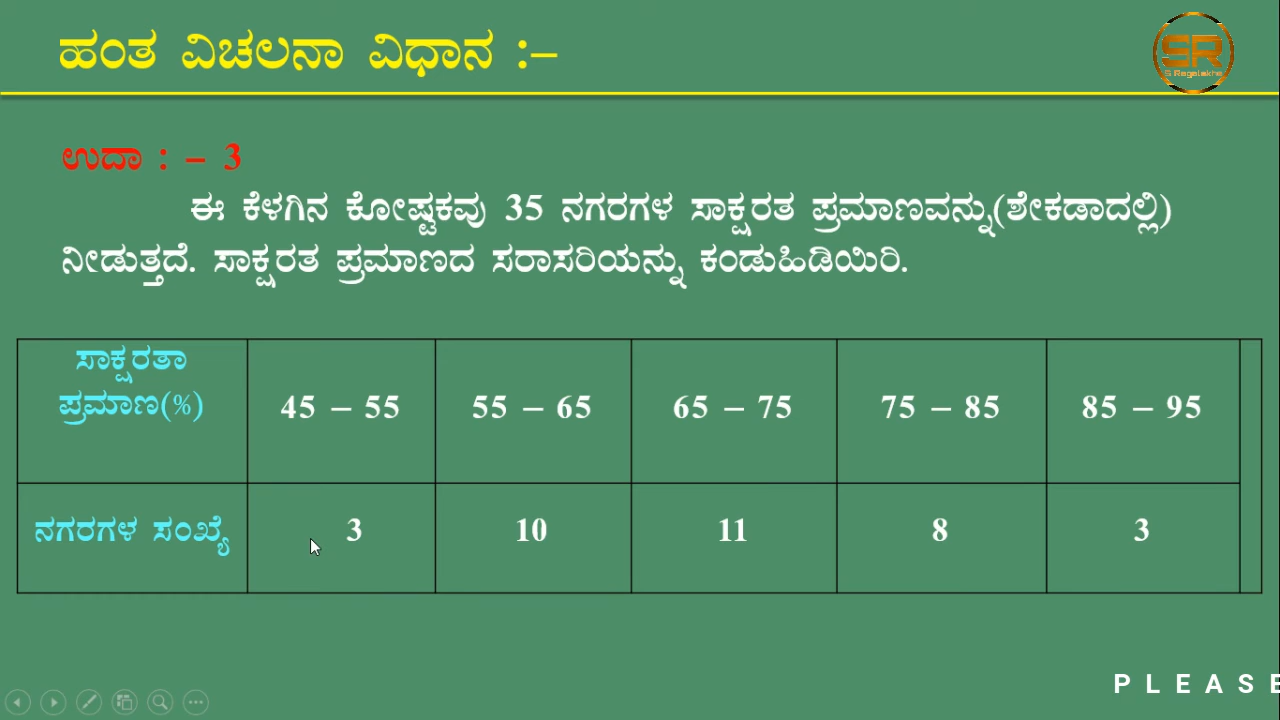 ಹಂತ ವಿಚಲನಾ ವಿಧಾನ :–
SR
S Regalekha
ಉದಾ : – 3
ಈ ಕೆಳಗಿನ ಕೋಷ್ಟಕವು 35 ನಗರಗಳ ಸಾಕ್ಷರತ ಪ್ರಮಾಣವನ್ನು(ಶೇಕಡಾದಲ್ಲಿ)
ನೀಡುತ್ತದೆ. ಸಾಕ್ಷರತ ಪ್ರಮಾಣದ ಸರಾಸರಿಯನ್ನು ಕಂಡುಹಿಡಿಯಿರಿ.
ಸಾಕ್ಷರತಾ
ಪ್ರಮಾಣ(%) 45 – 55 55 – 65 65 – 75 75 – 85 85 – 95
ನಗರಗಳ ಸಂಖ್ಯೆ 3 10 11 8 3
PLEASE